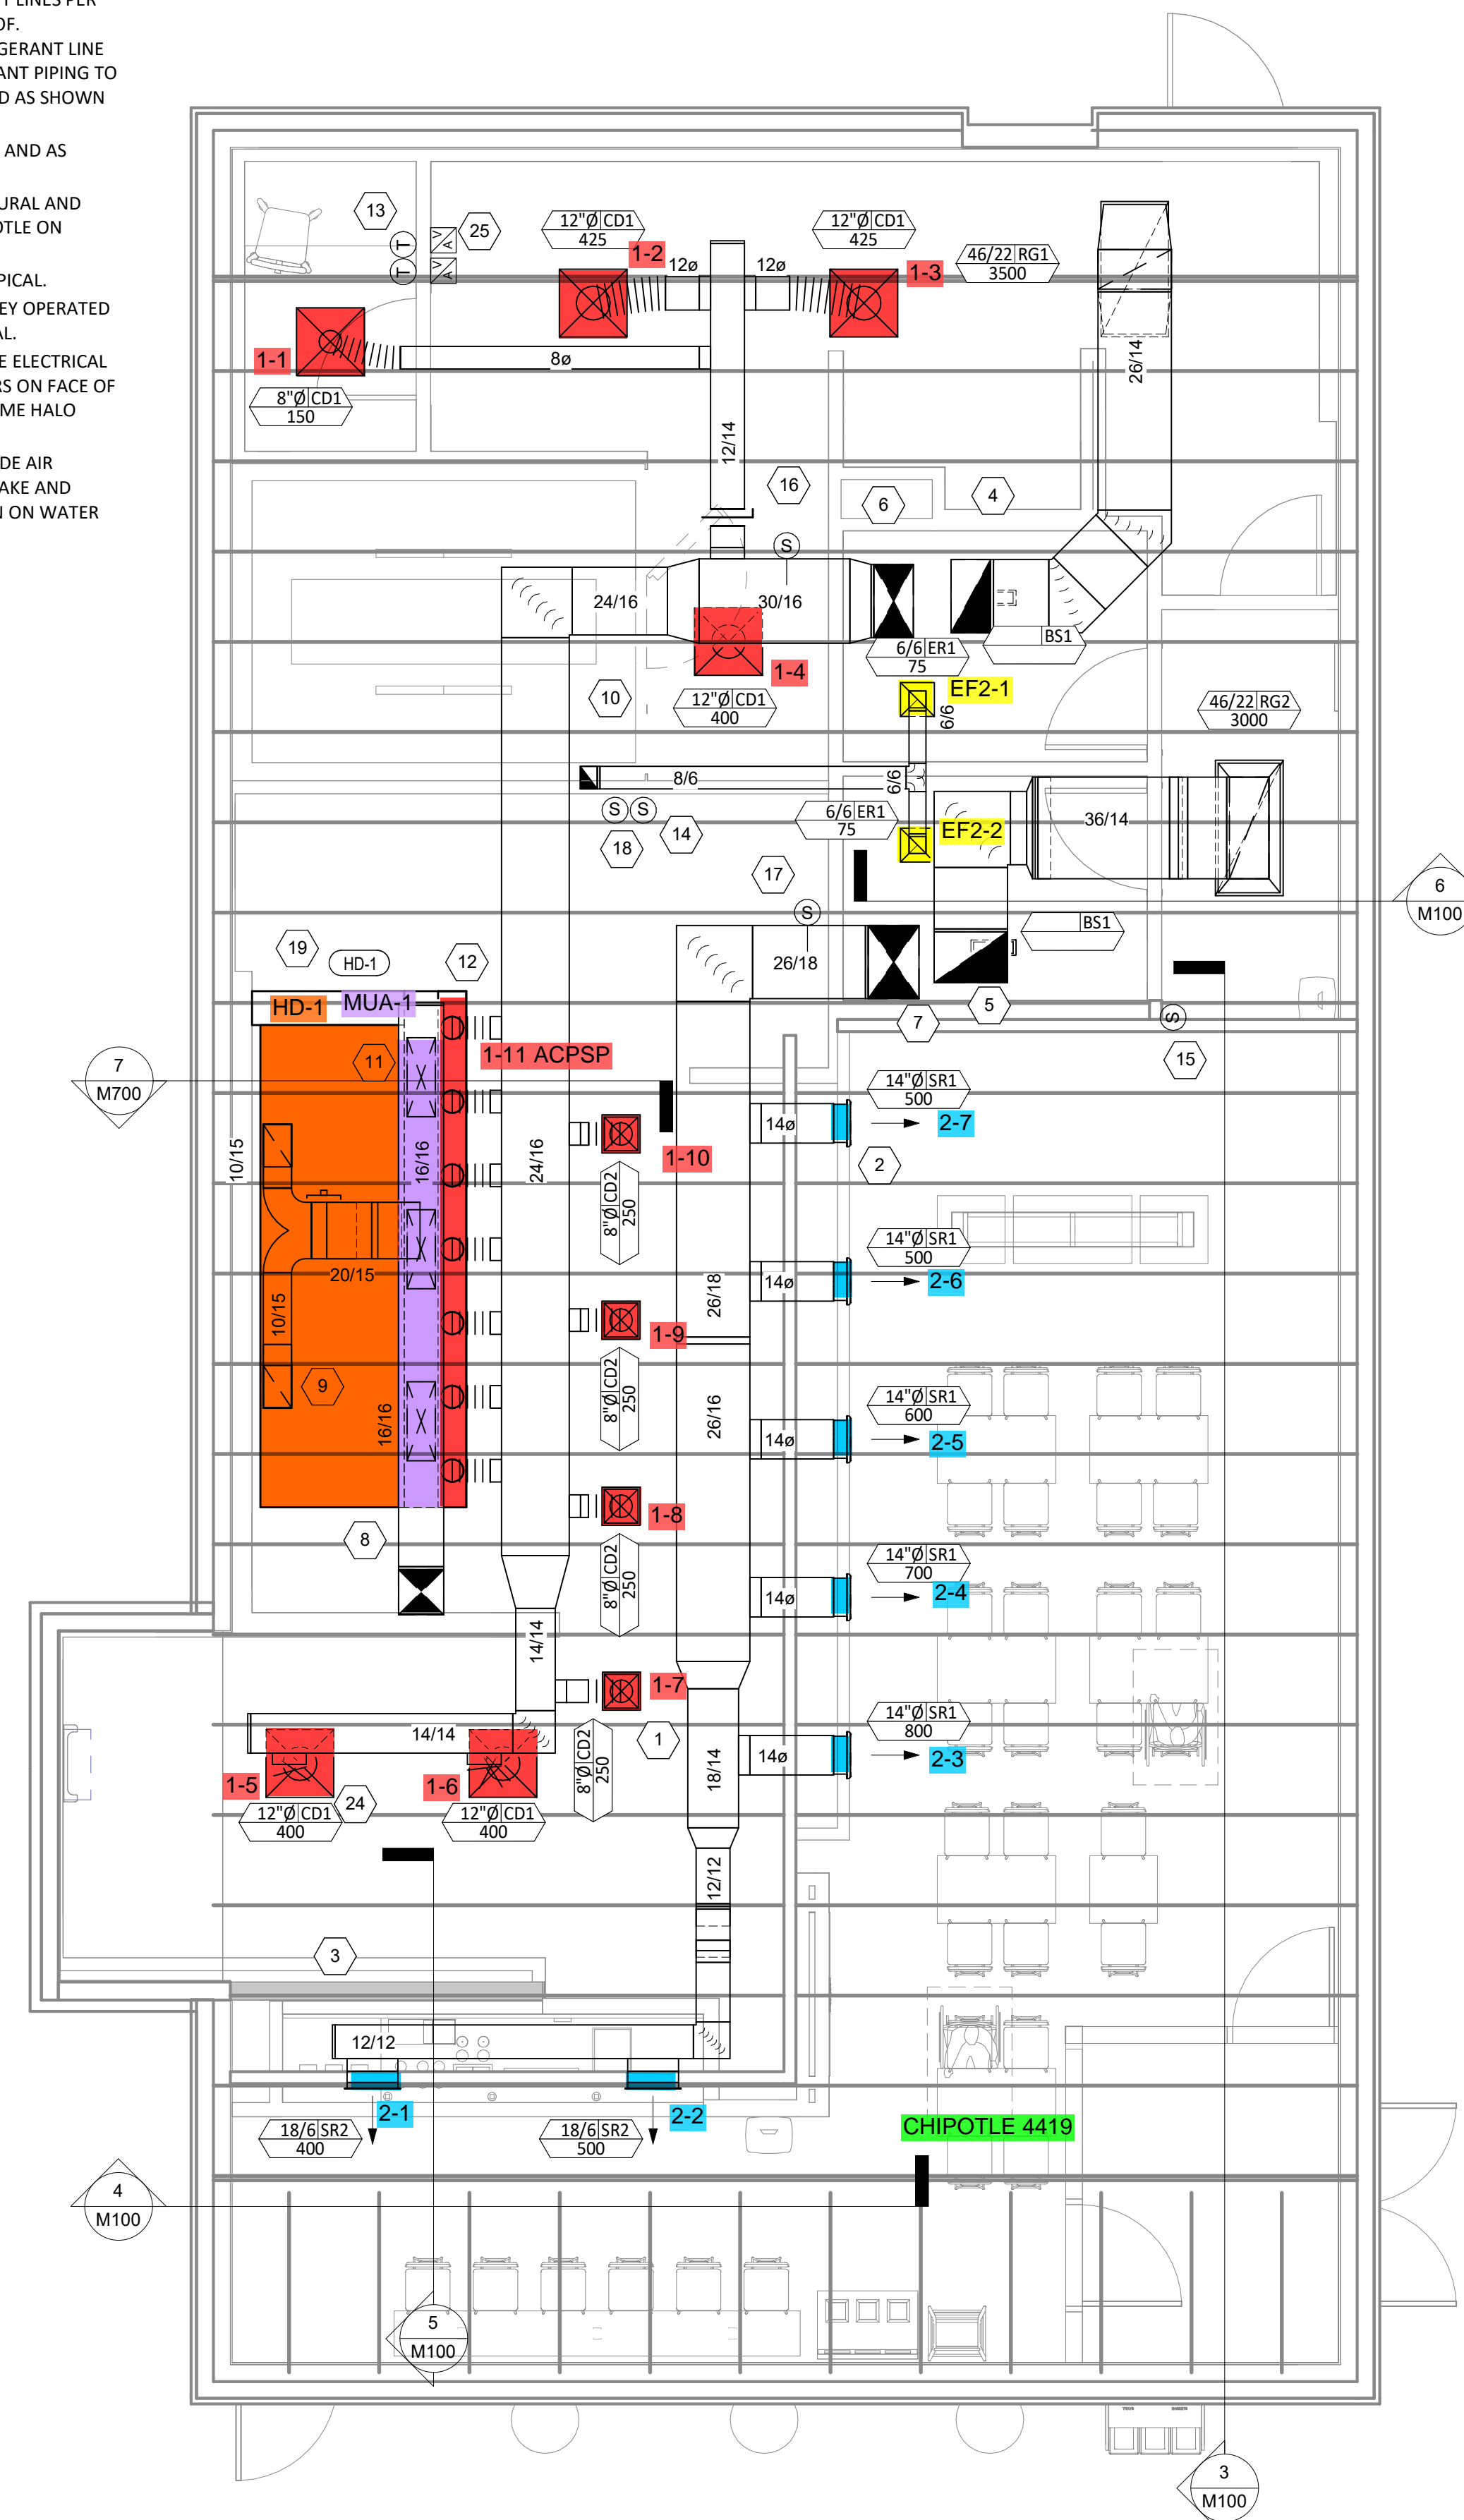 T LINES PER
OF.
GERANT LINE
ANT PIPING TO
D AS SHOWN
AND AS
URAL AND
OTLE ON
PICAL.
EY OPERATED
AL.
E ELECTRICAL
RS ON FACE OF
ME HALO
DE AIR
AKE AND
N ON WATER
13
T
T
V
A
V
A
25
12"Ø CD1
425
1-2
12ø
12ø
12"Ø CD1
425
1-3
46/22 RG1
3500
1-1
8ø
8"Ø CD1
150
26/14
12/14
16
6
4
S
24/16
30/16
BS1
6/6 ER1
75
1-4
10
12"Ø CD1
400
EF2-1
6/6
46/22 RG2
3000
8/6
6/6
S
S
18
14
6/6 ER1
75
EF2-2
36/14
17
6
M100
S
BS1
19
HD-1
12
26/18
HD-1
MUA-1
5
7
S
15
11
1-11 ACPSP
7
M700
14"Ø SR1
500
14ø
2-7
10/15
16/16
24/16
1-10
2
8"Ø CD2
250
14"Ø SR1
500
14ø
2-6
20/15
10/15
26/18
1-9
8"Ø CD2
250
9
16/16
26/16
14"Ø SR1
600
14ø
2-5
1-8
8
8"Ø CD2
250
14"Ø SR1
700
14ø
2-4
14/14
1-7
14/14
1
14"Ø SR1
800
14ø
2-3
18/14
8"Ø CD2
250
1-5
24
1-6
12"Ø CD1
400
12"Ø CD1
400
12/12
3
12/12
2-1
2-2
18/6 SR2
400
18/6 SR2
500
CHIPOTLE 4419
4
M100
5
M100
3
M100